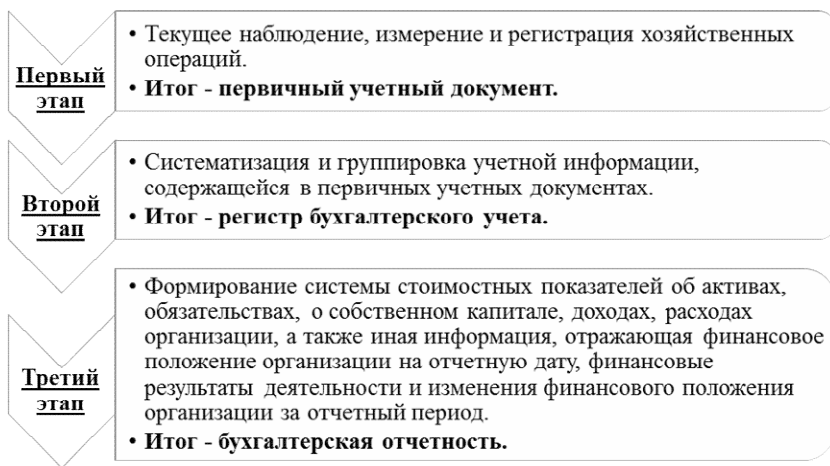 Первый
этап
• Текущее наблюдение, измерение и регистрация хозяйственных
операций.
• Итог - первичный учетный документ.
Второй
этап
• Систематизация и группировка учетной информации,
содержащейся в первичных учетных документах.
• Итог - регистр бухгалтерского учета.
Третий
этап
• Формирование системы стоимостных показателей об активах,
обязательствах, о собственном капитале, доходах, расходах
организации, а также иная информация, отражающая финансовое
положение организации на отчетную дату, финансовые
результаты деятельности и изменения финансового положения
организации за отчетный период.
• Итог - бухгалтерская отчетность.